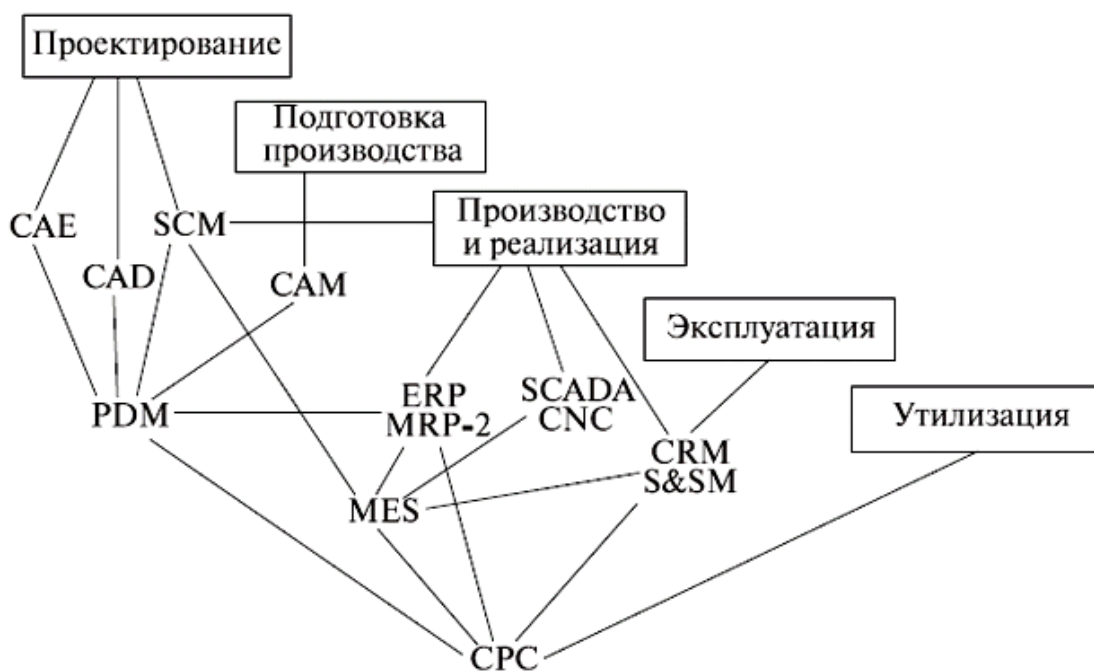 Проектирование
Подготовка
производства
Производство
и реализация
CAE
SCM
CAD
CAM
Эксплуатация
ERP
MRP-2
SCADA
CNC
PDM
Утилизация
CRM
S&SM
MES
CPC